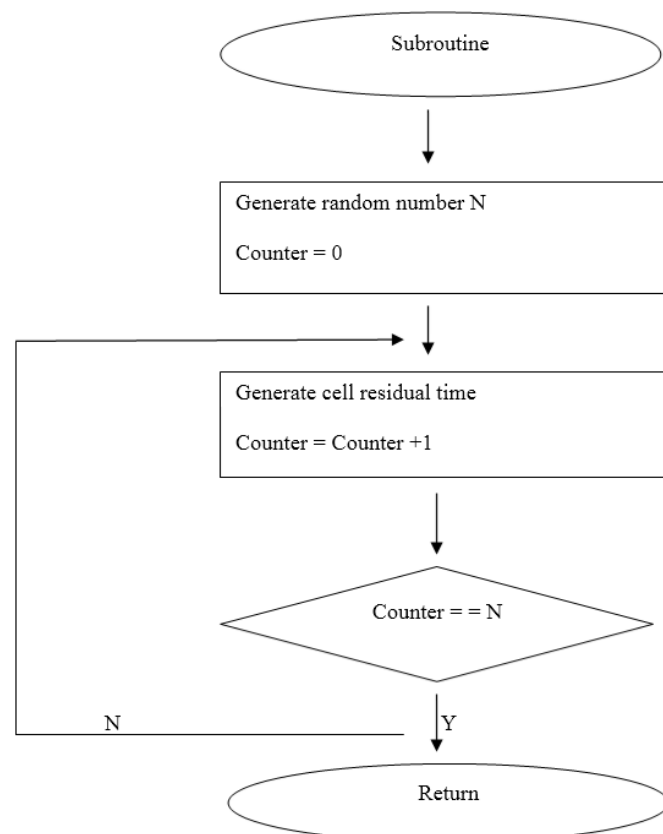 Subroutine
Generate random number N
Counter = 0
Generate cell residual time
Counter = Counter +1
Counter = = N
N
Y
Return